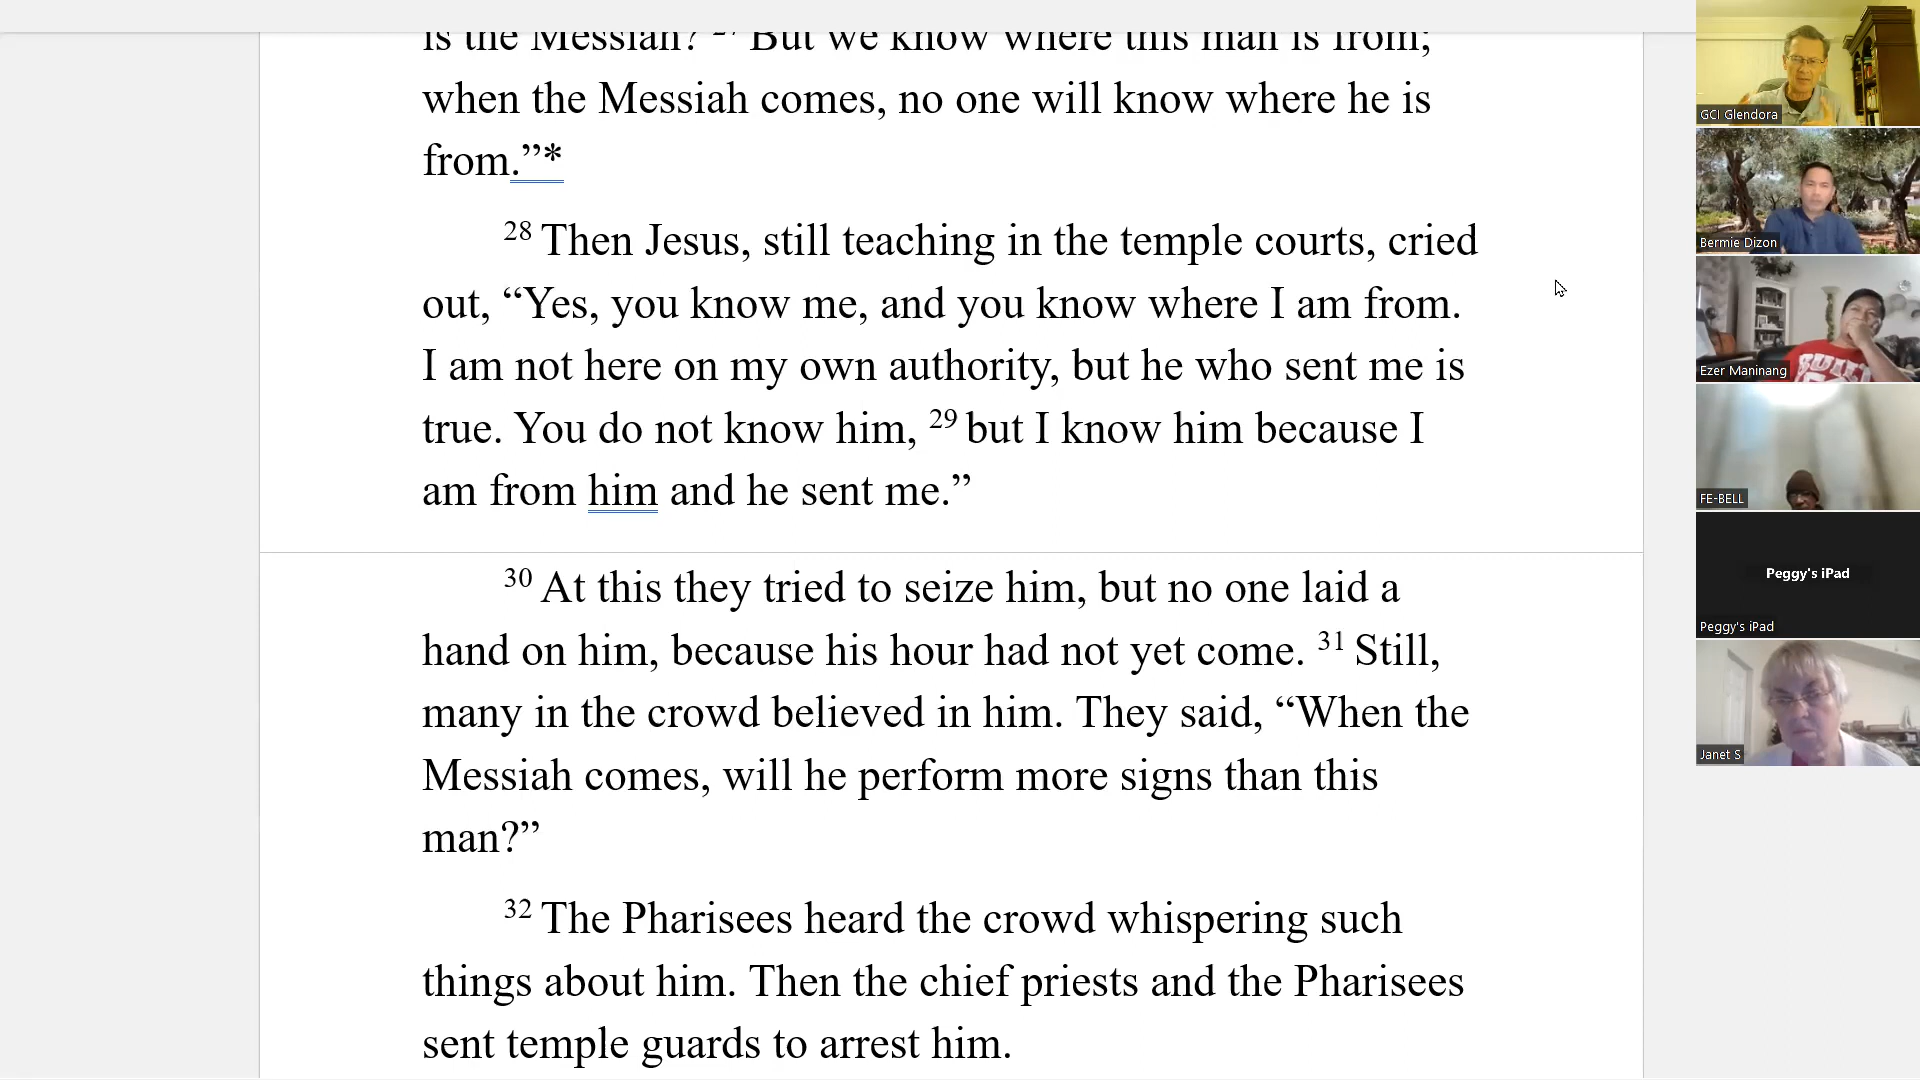 is the Messiah? 27 But we know where this man is from;
when the Messiah comes, no one will know where he is
from.”*
28 Then Jesus, still teaching in the temple courts, cried
out, “Yes, you know me, and you know where I am from.
I am not here on my own authority, but he who sent me is
true. You do not know him, 29 but I know him because I
am from him and he sent me.”
30 At this they tried to seize him, but no one laid a
hand on him, because his hour had not yet come. 31 Still,
many in the crowd believed in him. They said, “When the
Messiah comes, will he perform more signs than this
man?”
32 The Pharisees heard the crowd whispering such
things about him. Then the chief priests and the Pharisees
sent temple guards to arrest him.
GCI Glendora
Bermie Dizon
Ezer Maninang
FE-BELL
Peggy's iPad
Peggy's iPad
Janet S